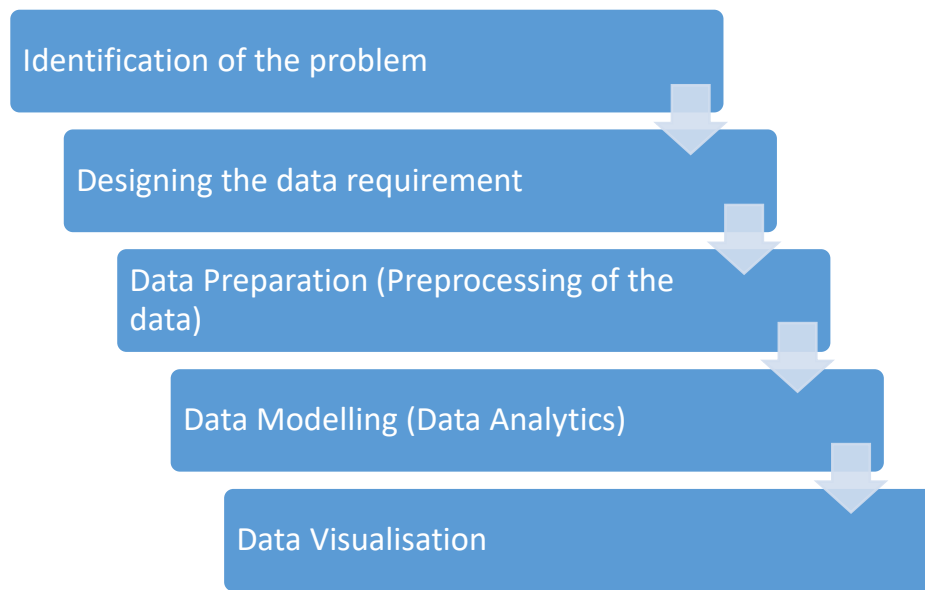 Identification of the problem
Designing the data requirement
Data Preparation (Preprocessing of the
data)
Data Modelling (Data Analytics)
Data Visualisation